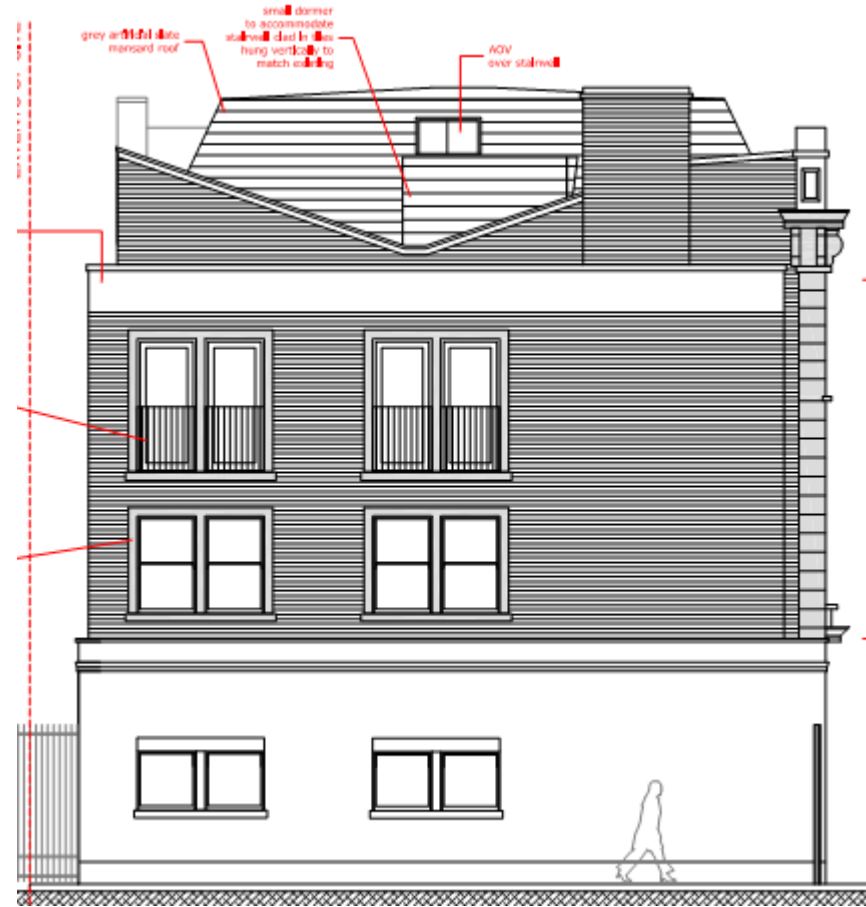 grey artificial slate
mansard roof
small dormer
to accommodate
stairwell clad in tiles
hung vertically to
match existing
AOV
over stairwell